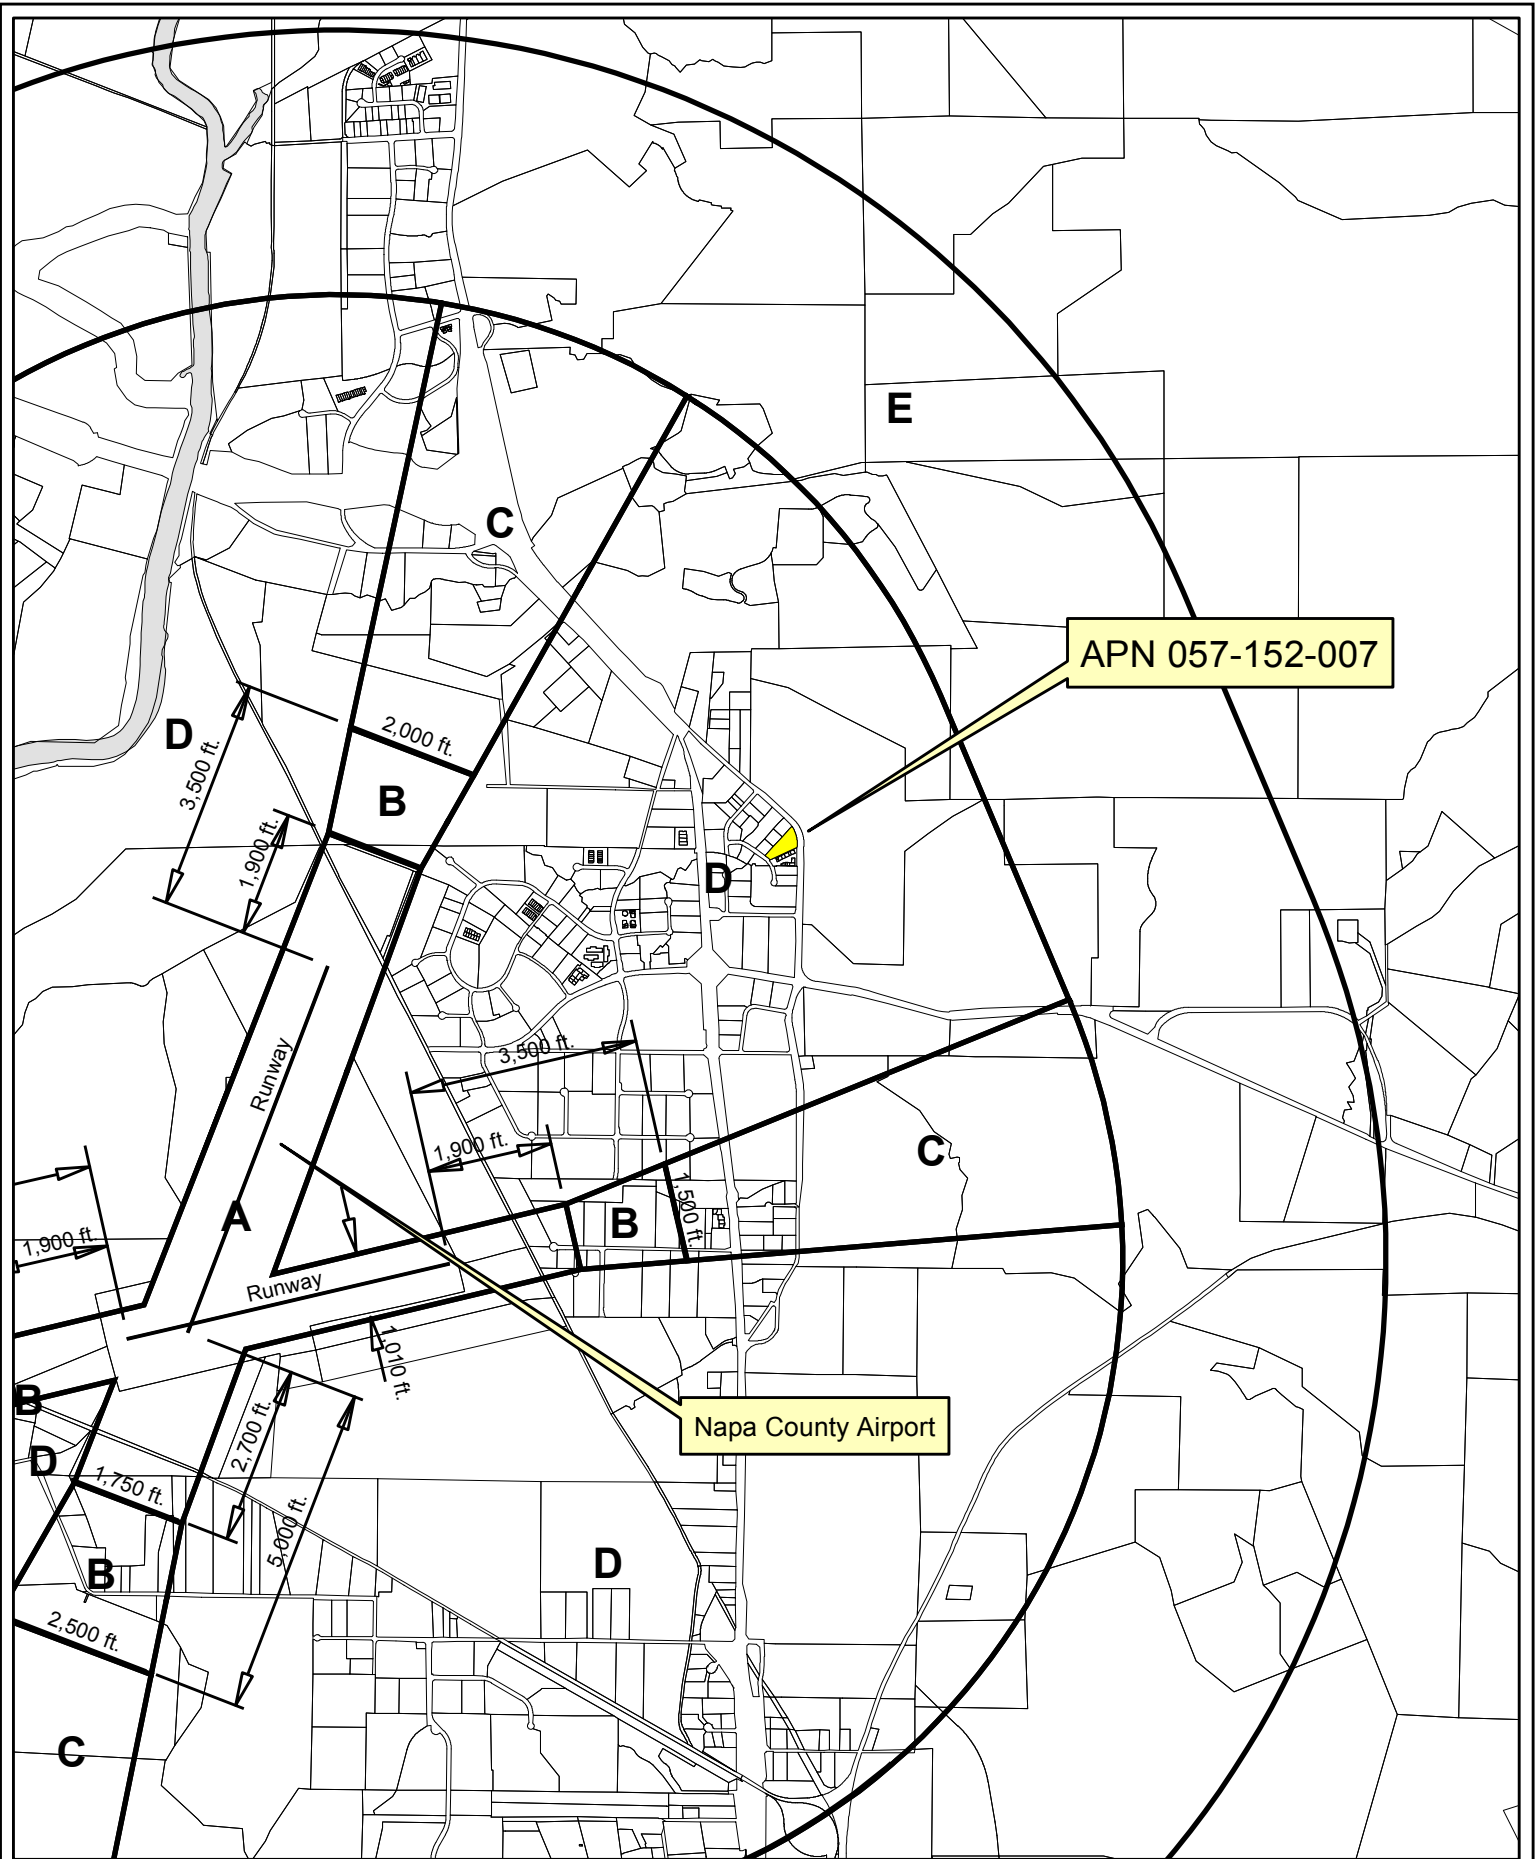 E
C
APN 057-152-007
D
2,000 ft.
3,500 ft.
B
1,900 ft.
D
Runway
3,500 ft.
1,900 ft.
C
A
1,500 ft.
B
1,900 ft.
Runway
1,010 ft.
B
Napa County Airport
2,700 ft.
D
1,750 ft.
5,000 ft.
D
B
2,500 ft.
C